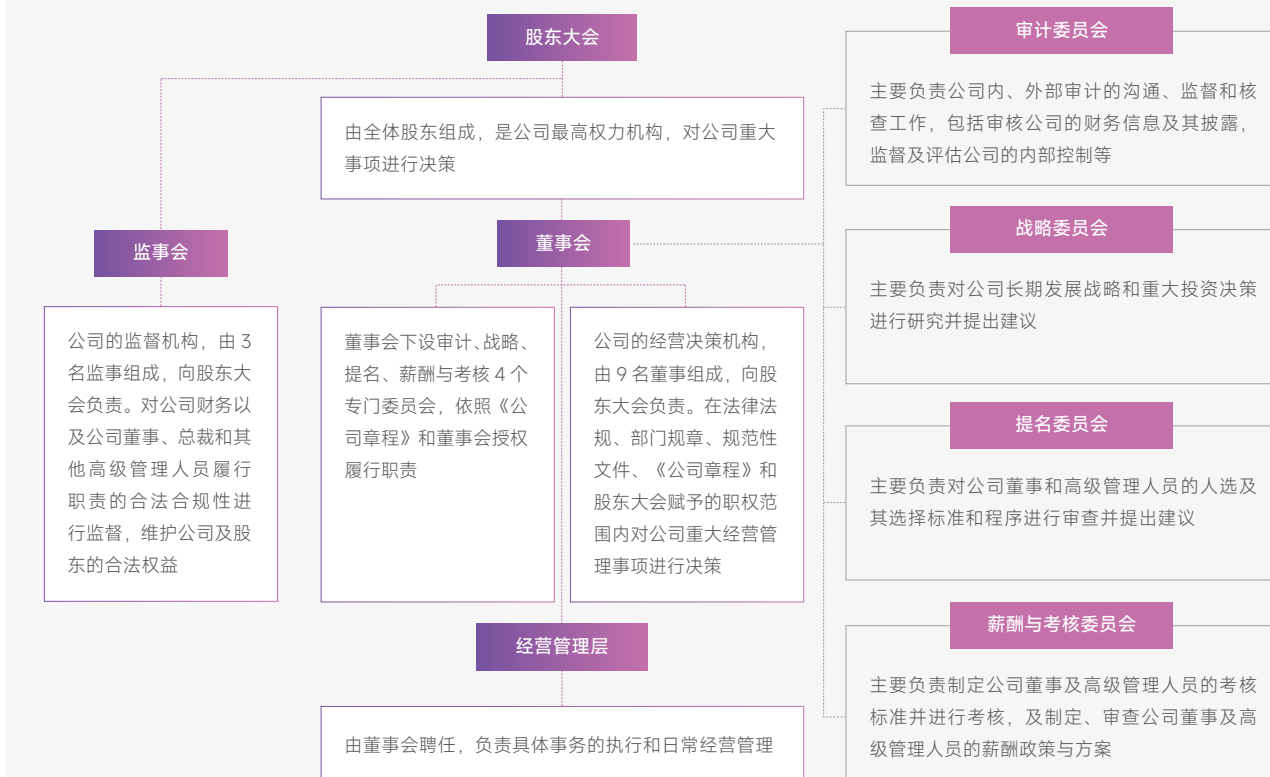 股东大会
由全体股东组成，是公司最高权力机构，对公司重大
事项进行决策
监事会
公司的监督机构，由 3
名监事组成，向股东大
会负责。对公司财务以
及公司董事、总裁和其
他高级管理人员履行
职责的合法合规性进
行监督，维护公司及股
东的合法权益
董事会
董事会下设审计、战略、
提名、薪酬与考核 4 个
专门委员会，依照《公
司章程》和董事会授权
履行职责
公司的经营决策机构，
由 9 名董事组成，向股
东大会负责。在法律法
规、部门规章、规范性
文件、《公司章程》和
股东大会赋予的职权范
围内对公司重大经营管
理事项进行决策
经营管理层
由董事会聘任，负责具体事务的执行和日常经营管理
审计委员会
主要负责公司内、外部审计的沟通、监督和核
查工作，包括审核公司的财务信息及其披露，
监督及评估公司的内部控制等
战略委员会
主要负责对公司长期发展战略和重大投资决策
进行研究并提出建议
提名委员会
主要负责对公司董事和高级管理人员的人选及
其选择标准和程序进行审查并提出建议
薪酬与考核委员会
主要负责制定公司董事及高级管理人员的考核
标准并进行考核，及制定、审查公司董事及高
级管理人员的薪酬政策与方案